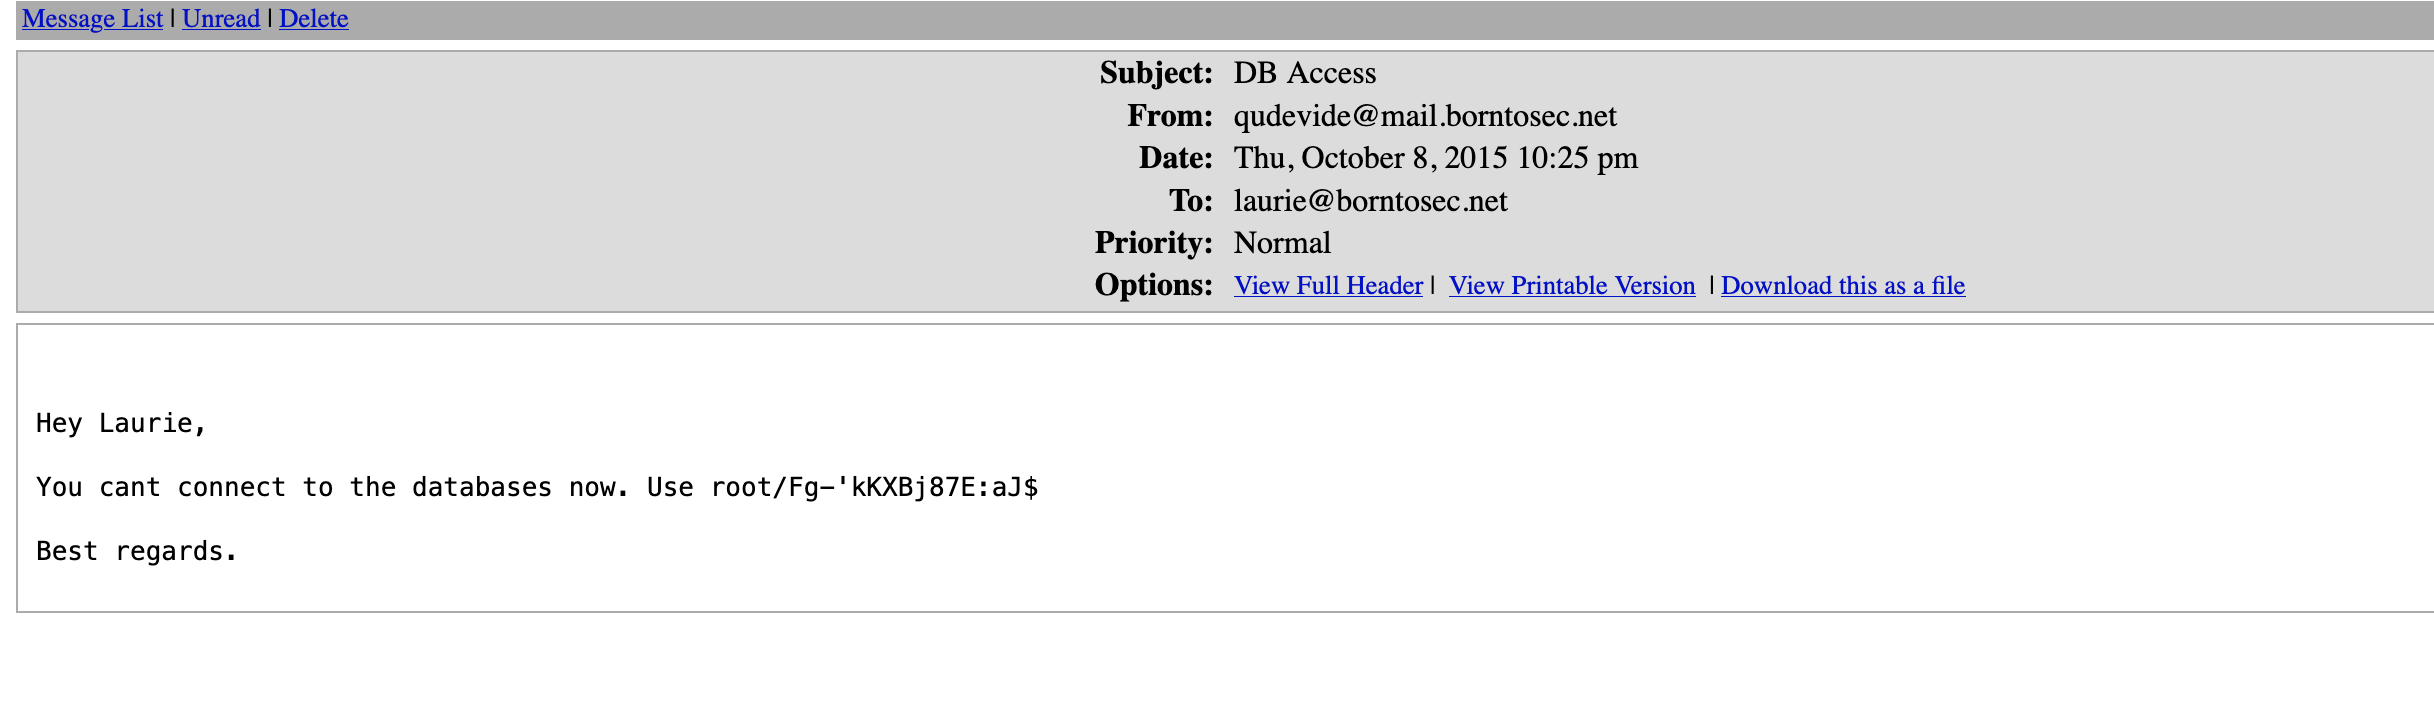 Message List | Unread | Delete
Subject: DB Access
From: qudevide@mail.borntosec.net
Date: Thu, October 8, 2015 10:25 pm
To: laurie@borntosec.net
Priority: Normal
Options: View Full Header | View Printable Version | Download this as a file
Hey Laurie,
You cant connect to the databases now. Use root/Fg-'kKXBj87E:aJ$
Best regards.